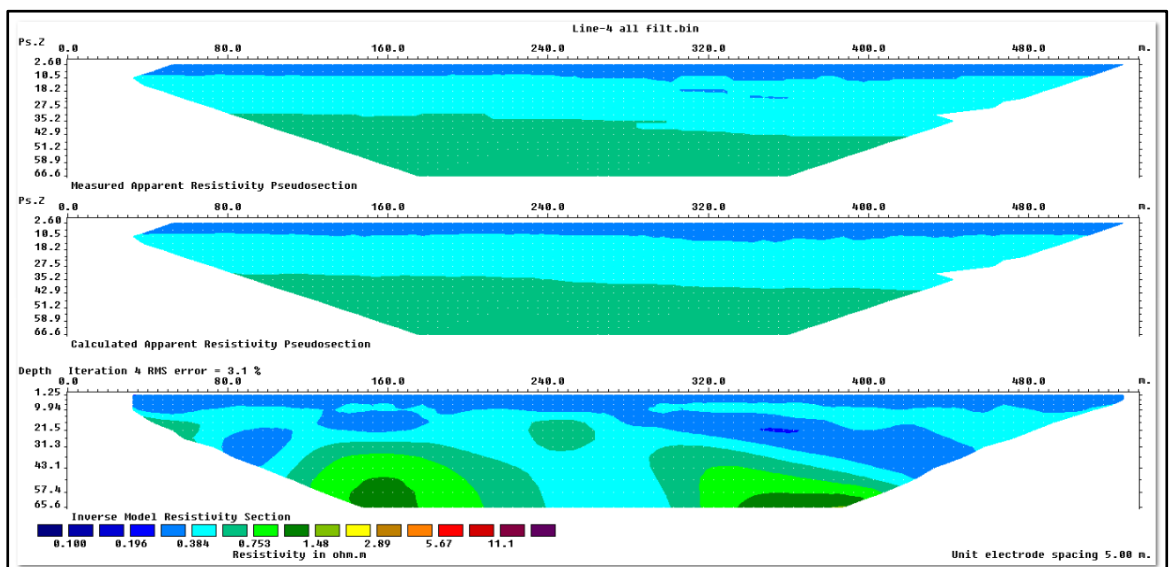 Line-4 all filt.bin
Ps.Z 0.0 80.0 160.0 240.0 320.0 400.0 480.0 m.
2.60
10.5
18.2
27.5
35.2
42.9
51.2
58.9
66.6
Measured Apparent Resistivity Pseudosection
Ps.Z 0.0 80.0 160.0 240.0 320.0 400.0 480.0 m.
2.60
10.5
18.2
27.5
35.2
42.9
51.2
58.9
66.6
Calculated Apparent Resistivity Pseudosection
Depth Iteration 4 RMS error = 3.1 %
0.0 80.0 160.0 240.0 320.0 400.0 480.0 m.
1.25
9.94
21.5
31.3
43.1
57.4
65.6
Inverse Model Resistivity Section
0.100 0.196 0.384 0.753 1.48 2.89 5.67 11.1
Resistivity in ohm.m Unit electrode spacing 5.00 m.